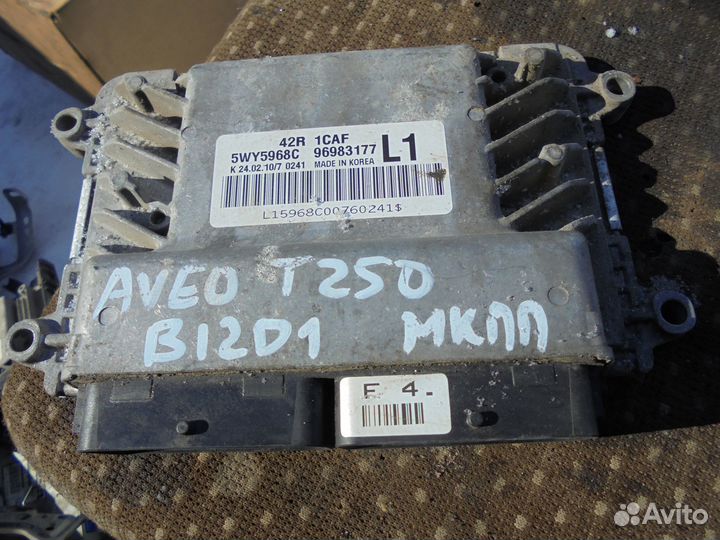 42R 1CAF
5WY5968C 96983177 L1
K 24.02.10/7 0241 MADE IN KOREA
L15968C00760241$
AVEO T250
B12D1 МКПП
F 4-
Avito